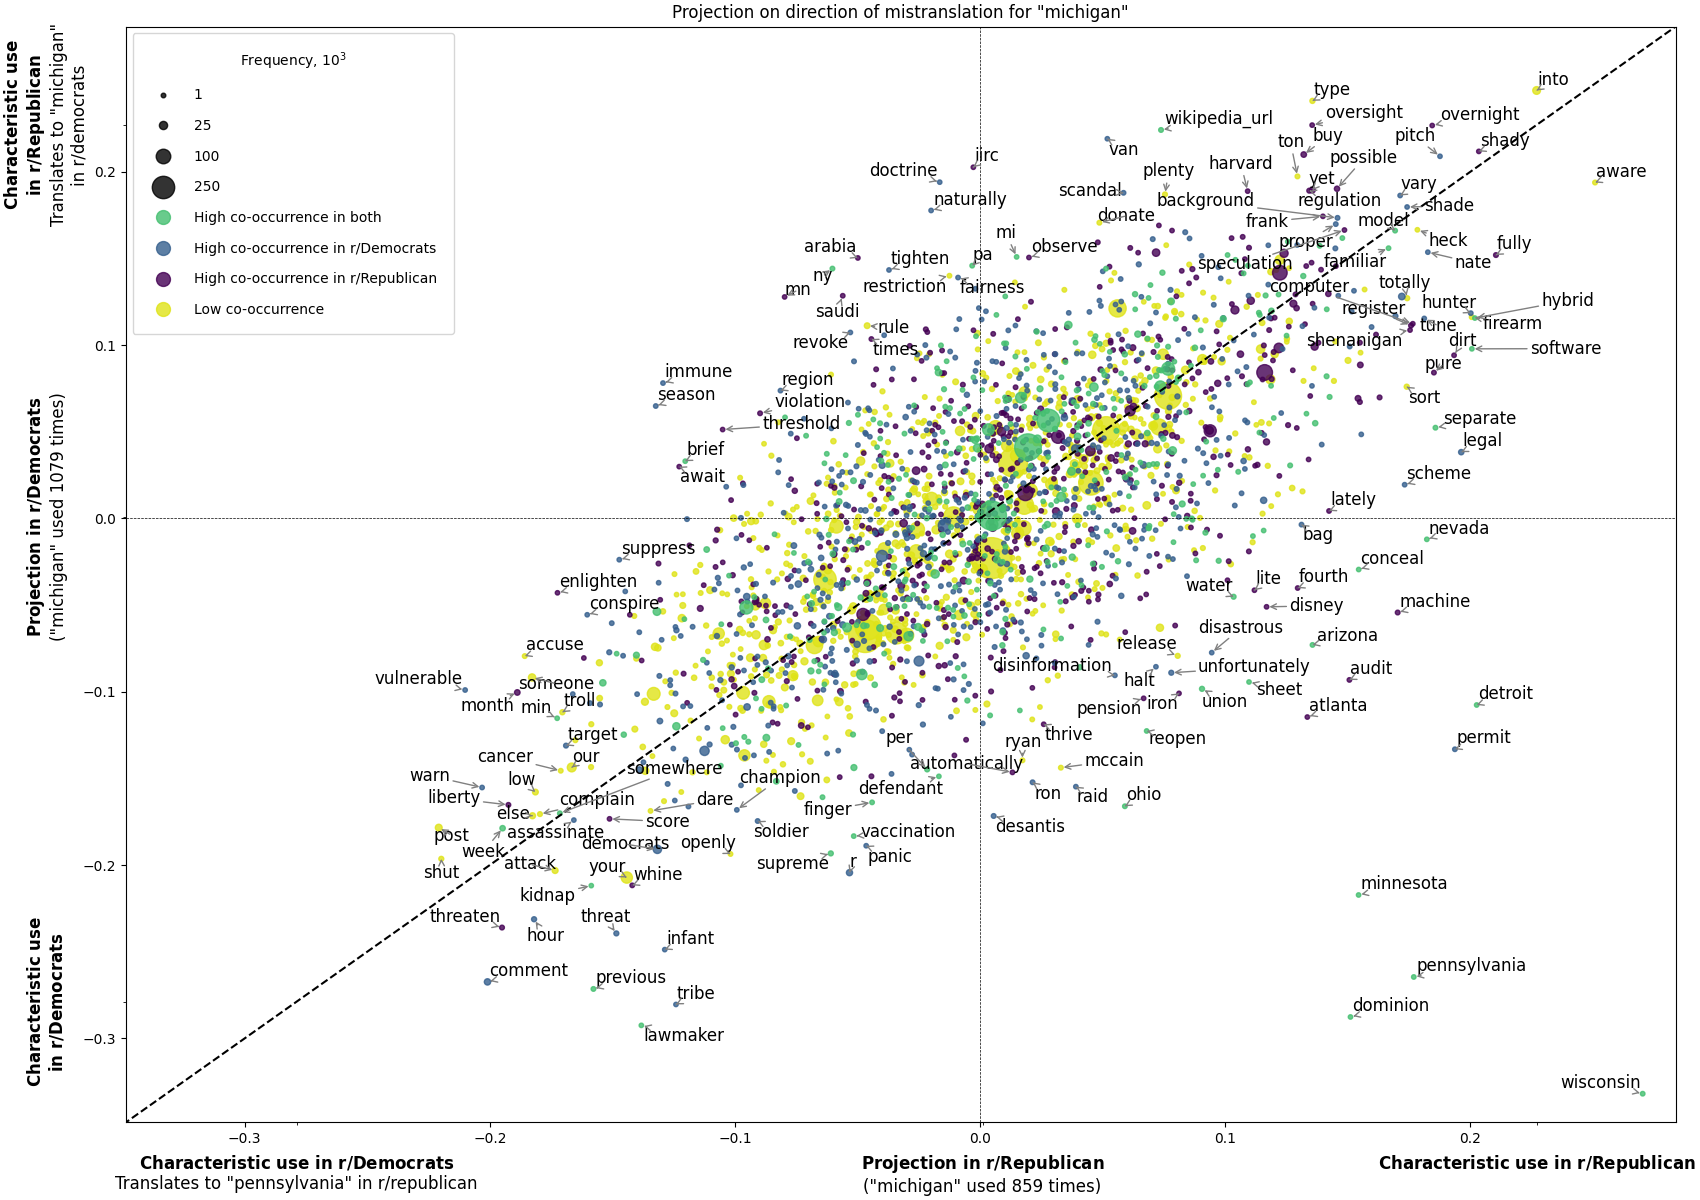 Projection on direction of mistranslation for "michigan"
Characteristic use
in r/Republican
Translates to "michigan"
in r/democrats
Projection in r/Democrats
("michigan" used 1079 times)
Characteristic use
in r/Democrats
Frequency, 10³
1
25
100
250
High co-occurrence in both
High co-occurrence in r/Democrats
High co-occurrence in r/Republican
Low co-occurrence
0.2
0.1
0.0
−0.1
−0.2
−0.3
into
type
oversight
overnight
wikipedia_url
ton
buy
pitch
shady
van
jirc
harvard
possible
doctrine
plenty
yet
vary
aware
scandal
naturally
background
regulation
shade
donate
frank
model
mi
arabia
observe
proper
heck
fully
tighten
pa
speculation
familiar
nate
ny
restriction
fairness
computer
totally
mn
saudi
register
hunter
hybrid
rule
tune
firearm
revoke
times
shenanigan
dirt
software
immune
region
pure
season
violation
sort
threshold
separate
brief
legal
await
scheme
lately
bag
nevada
suppress
conceal
enlighten
water
lite
fourth
conspire
disney
machine
disastrous
arizona
accuse
release
vulnerable
someone
disinformation
unfortunately
audit
halt
sheet
month
min
troll
pension
iron
union
atlanta
detroit
target
per
ryan
thrive
reopen
permit
cancer
our
somewhere
automatically
mccain
warn
low
champion
defendant
liberty
else
complain
dare
finger
ron
raid
ohio
post
assassinate
score
soldier
vaccination
desantis
week
democrats
openly
supreme
r
panic
shut
attack
your
whine
minnesota
kidnap
threaten
hour
threat
infant
comment
previous
pennsylvania
tribe
dominion
lawmaker
wisconsin
−0.3
−0.2
−0.1
0.0
0.1
0.2
Characteristic use in r/Democrats
Translates to "pennsylvania" in r/republican
Projection in r/Republican
("michigan" used 859 times)
Characteristic use in r/Republican